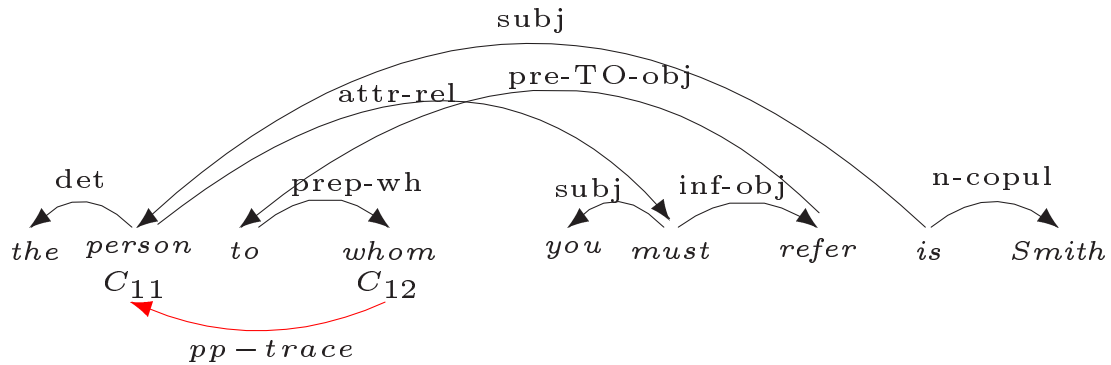 subj
pre-TO-obj
attr-rel
det prep-wh subj inf-obj n-copul
the person to whom you must refer is Smith
C11 C12
pp − trace